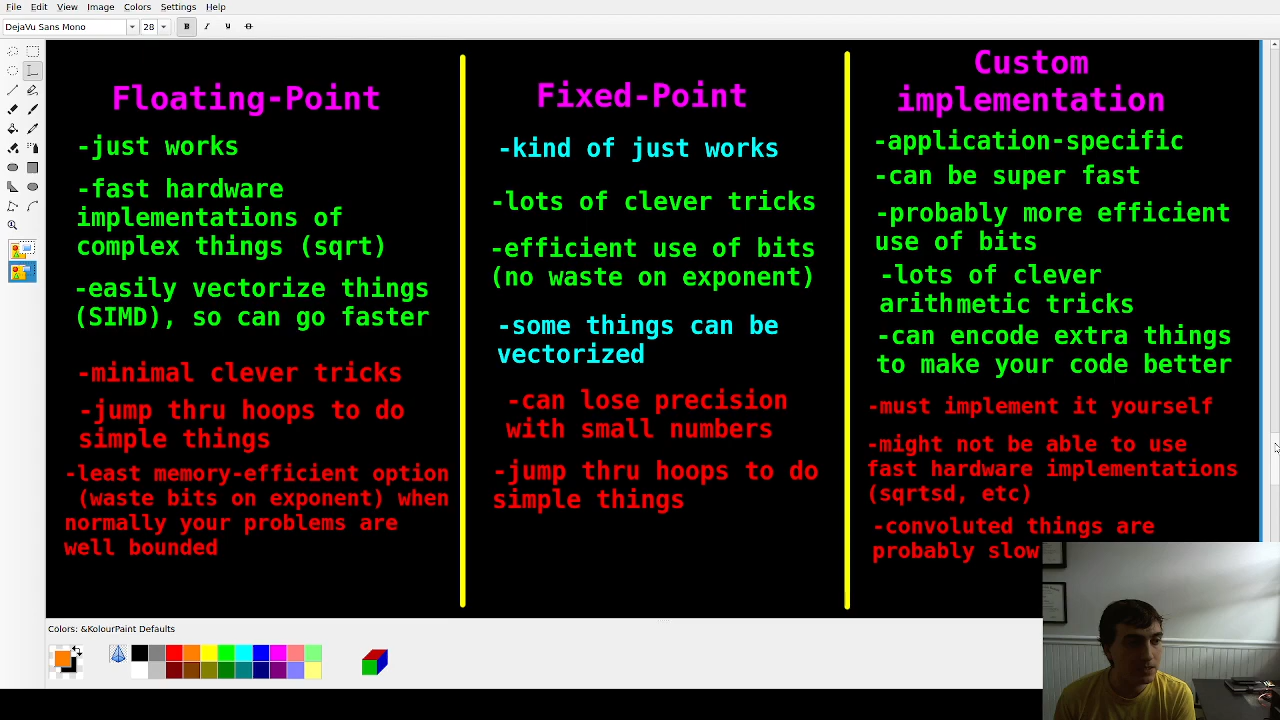 File Edit View Image Colors Settings Help
DejaVu Sans Mono 28 B I U S
Floating-Point
-just works
-fast hardware
implementations of
complex things (sqrt)
-easily vectorize things
(SIMD), so can go faster
-minimal clever tricks
-jump thru hoops to do
simple things
-least memory-efficient option
(waste bits on exponent) when
normally your problems are
well bounded
Fixed-Point
-kind of just works
-lots of clever tricks
-efficient use of bits
(no waste on exponent)
-some things can be
vectorized
-can lose precision
with small numbers
-jump thru hoops to do
simple things
Custom
implementation
-application-specific
-can be super fast
-probably more efficient
use of bits
-lots of clever
arithmetic tricks
-can encode extra things
to make your code better
-must implement it yourself
-might not be able to use
fast hardware implementations
(sqrtsd, etc)
-convoluted things are
probably slow
Colors: &KolourPaint Defaults